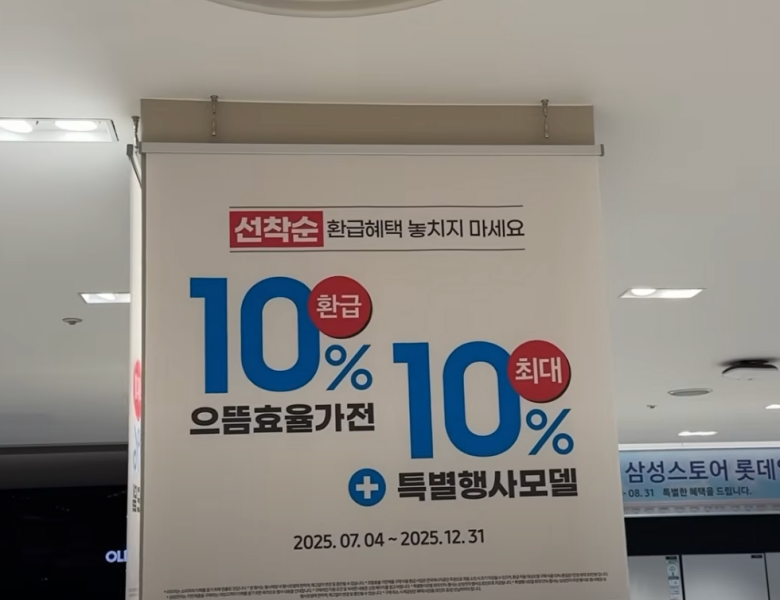 선착순 환급혜택 놓치지 마세요
10% 환급
으뜸효율가전
10% 최대
+ 특별행사모델
2025. 07. 04 ~ 2025. 12. 31
삼성스토어 롯데
- 08. 31 특별한 혜택을 드립니다.
OL